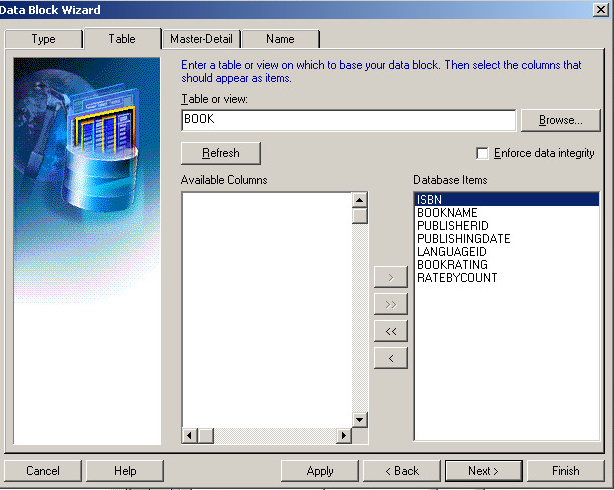 Data Block Wizard
Type
Table
Master-Detail
Name
Enter a table or view on which to base your data block. Then select the columns that
should appear as items.
Table or view:
BOOK
Browse...
Refresh
Enforce data integrity
Available Columns
Database Items
ISBN
BOOKNAME
PUBLISHERID
PUBLISHINGDATE
LANGUAGEID
BOOKRATING
RATEBYCOUNT
>
>>
<<
<
Cancel
Help
Apply
< Back
Next >
Finish